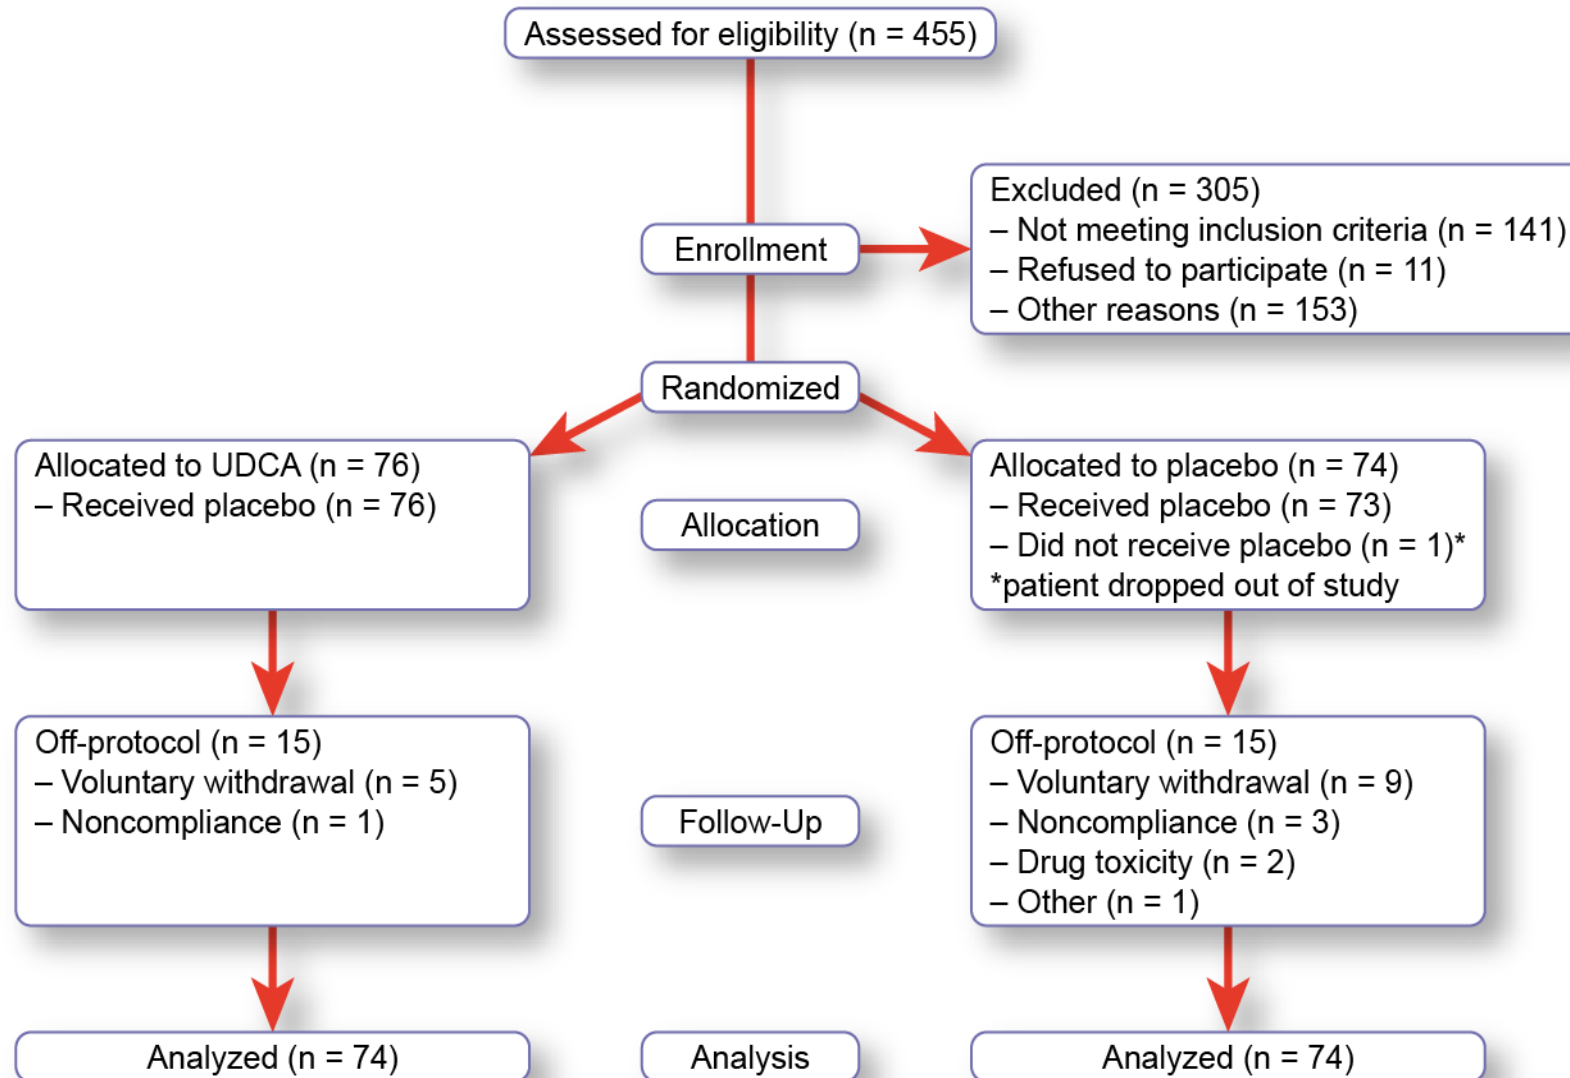 Assessed for eligibility (n = 455)
Excluded (n = 305)
– Not meeting inclusion criteria (n = 141)
– Refused to participate (n = 11)
– Other reasons (n = 153)
Enrollment
Randomized
Allocated to UDCA (n = 76)
– Received placebo (n = 76)
Allocation
Allocated to placebo (n = 74)
– Received placebo (n = 73)
– Did not receive placebo (n = 1)*
*patient dropped out of study
Off-protocol (n = 15)
– Voluntary withdrawal (n = 5)
– Noncompliance (n = 1)
Follow-Up
Off-protocol (n = 15)
– Voluntary withdrawal (n = 9)
– Noncompliance (n = 3)
– Drug toxicity (n = 2)
– Other (n = 1)
Analyzed (n = 74)
Analysis
Analyzed (n = 74)